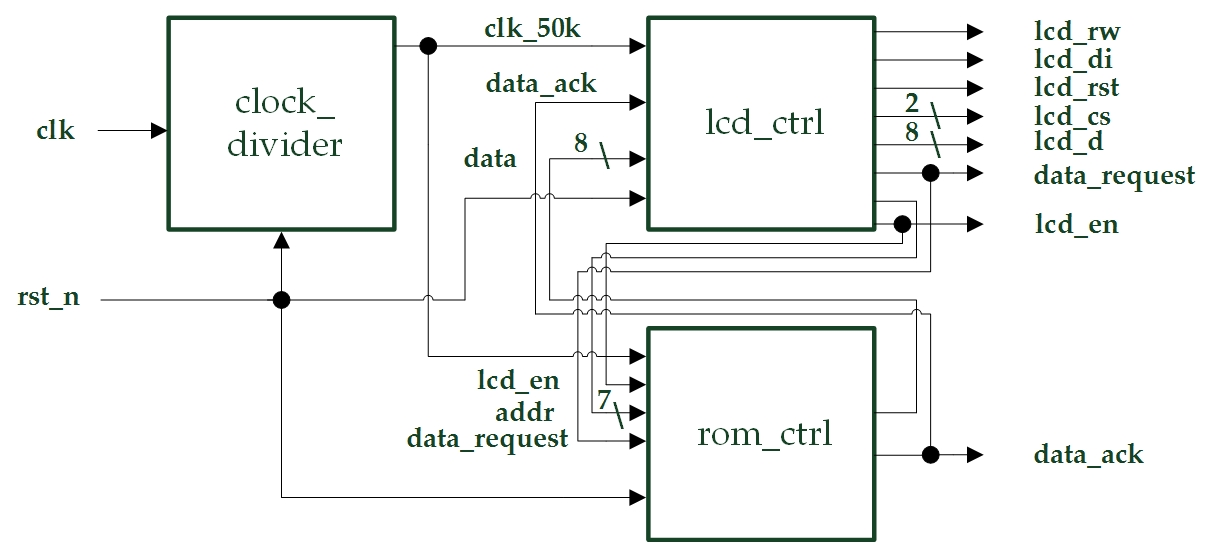 clk_50k
lcd_rw
lcd_di
data_ack
lcd_rst
clock_
divider
2
lcd_cs
lcd_ctrl
clk
8
lcd_d
8
data
data_request
lcd_en
rst_n
lcd_en
7
addr
data_request
rom_ctrl
data_ack